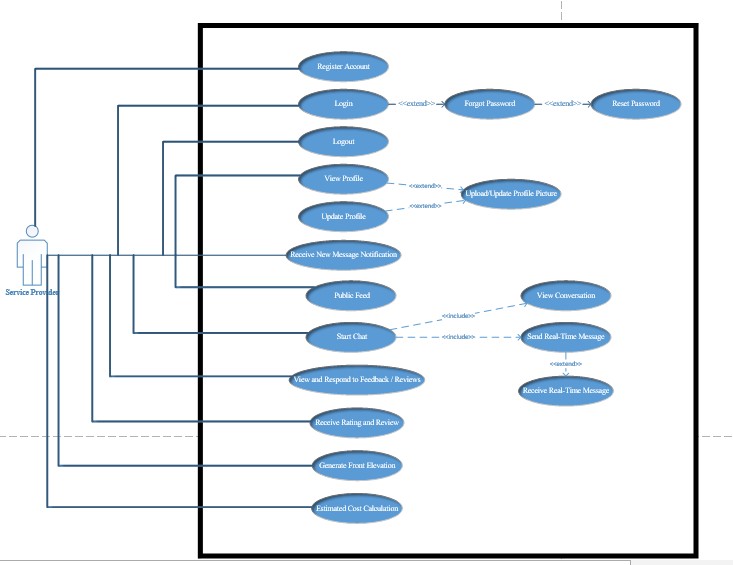 Register Account
Login
<<extend>>
Forgot Password
<<extend>>
Reset Password
Logout
View Profile
<<extend>>
Upload/Update Profile Picture
Update Profile
<<extend>>
Service Provider
Receive New Message Notification
Public Feed
View Conversation
<<include>>
Start Chat
<<include>>
Send Real-Time Message
<<extend>>
View and Respond to Feedback / Reviews
Receive Real-Time Message
Receive Rating and Review
Generate Front Elevation
Estimated Cost Calculation